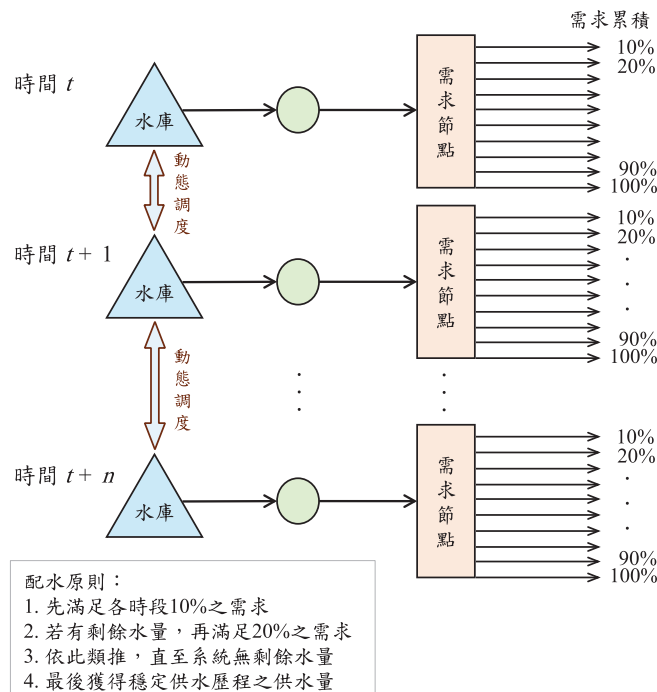 需求累積
時間 t
水庫
需求節點
10%
20%
90%
100%
動態調度
時間 t + 1
水庫
需求節點
10%
20%
.
.
.
90%
100%
動態調度
.
.
.
.
.
.
時間 t + n
水庫
需求節點
10%
20%
.
.
.
90%
100%
配水原則：
1. 先滿足各時段10%之需求
2. 若有剩餘水量，再滿足20%之需求
3. 依此類推，直至系統無剩餘水量
4. 最後獲得穩定供水歷程之供水量